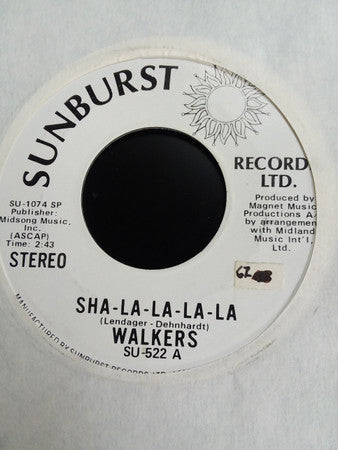 SUNBURST
RECORD
LTD.
SU-1074 SP
Publisher:
Midsong Music,
Inc.
(ASCAP)
Time: 2:43
STEREO
Produced by
Magnet Music
Productions A/
by arrangement
with Midland
Music Int'l,
Ltd.
62
SHA-LA-LA-LA-LA
(Lendager - Dehnhardt)
WALKERS
SU-522 A
MANUFACTURED BY SUNBURST RECORDS LTD.